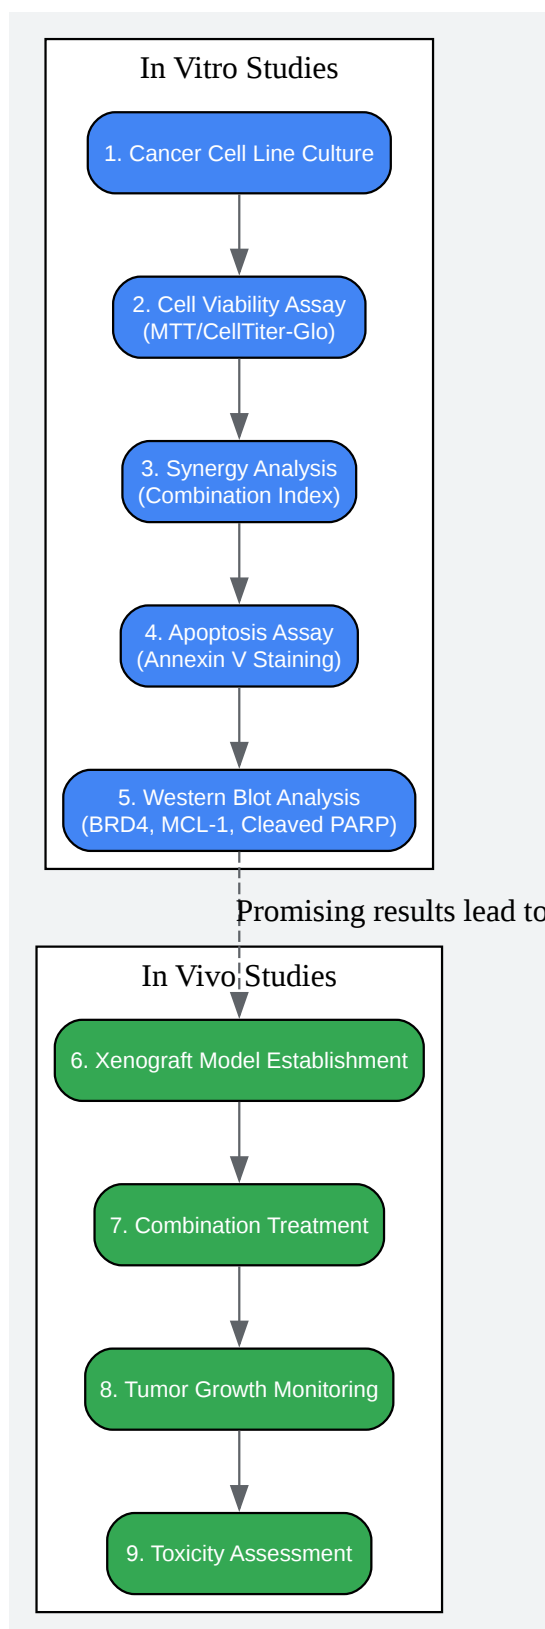 In Vitro Studies
1. Cancer Cell Line Culture
2. Cell Viability Assay
(MTT/CellTiter-Glo)
3. Synergy Analysis
(Combination Index)
4. Apoptosis Assay
(Annexin V Staining)
5. Western Blot Analysis
(BRD4, MCL-1, Cleaved PARP)
Promising results lead to
In Vivo Studies
6. Xenograft Model Establishment
7. Combination Treatment
8. Tumor Growth Monitoring
9. Toxicity Assessment